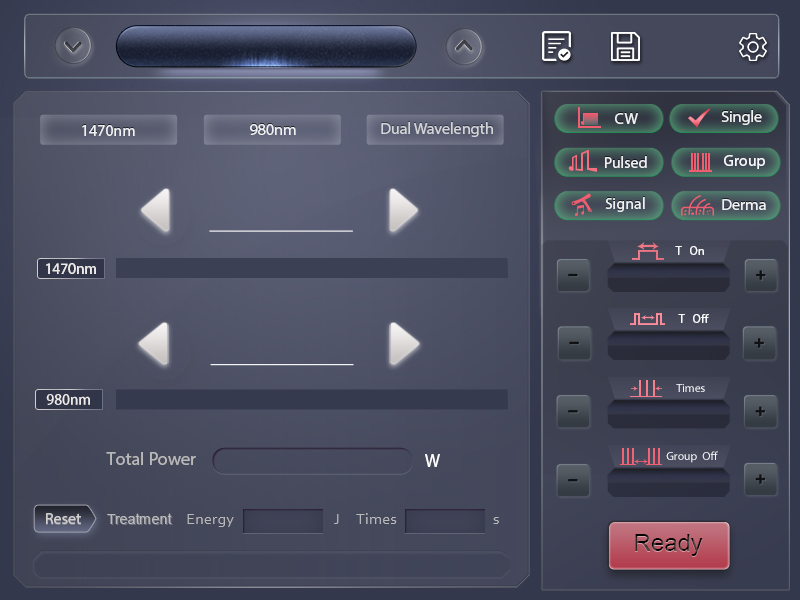 1470nm
980nm
Dual Wavelength
1470nm
980nm
Total Power
W
Reset
Treatment Energy
J
Times
s
CW
Single
Pulsed
Group
Signal
Derma
T On
- +
T Off
- +
Times
- +
Group Off
- +
Ready